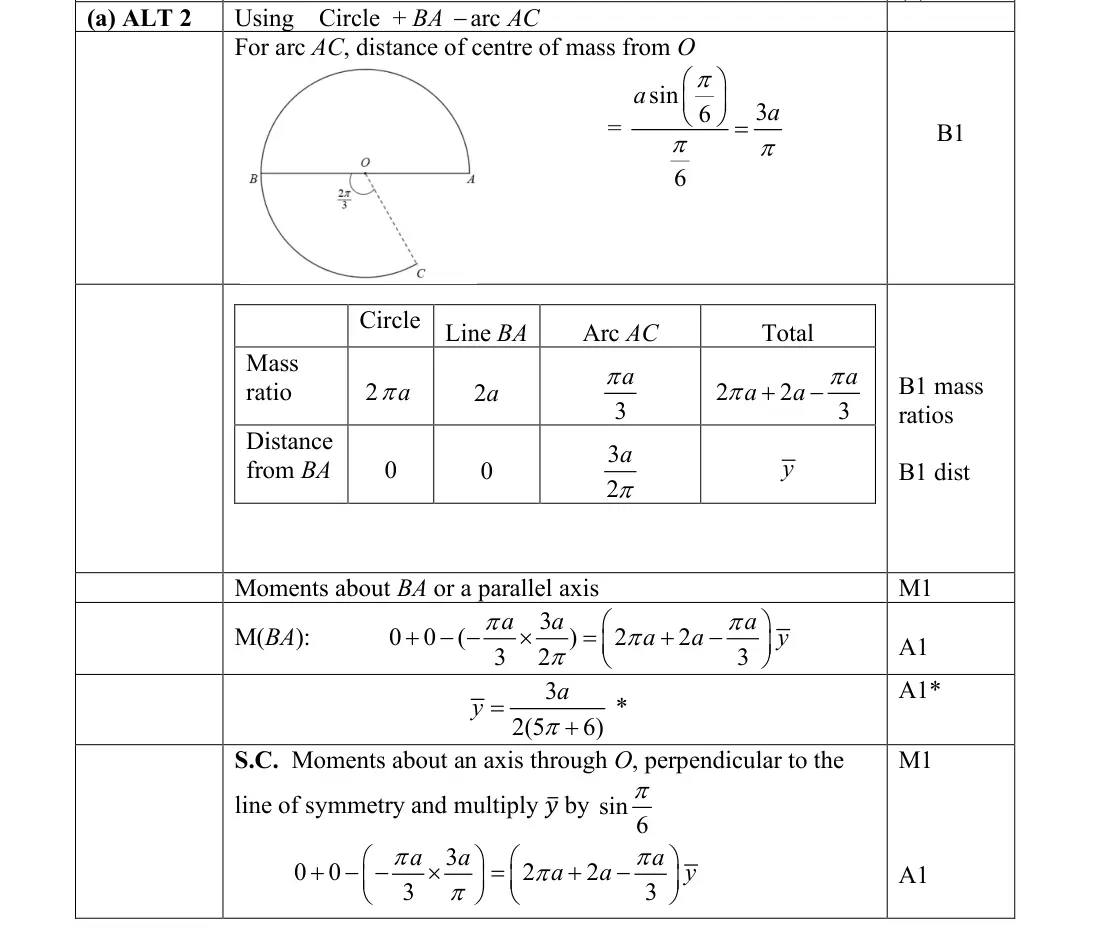 (a) ALT 2 Using Circle + BA − arc AC
For arc AC, distance of centre of mass from O
= a sin(π/6) / (π/6) = 3a/π
B1
O
B
A
2π/3
C
Circle Line BA Arc AC Total
Mass ratio 2πa 2a πa/3 2πa + 2a − πa/3
B1 mass ratios
Distance from BA 0 0 3a/2π y̅
B1 dist
Moments about BA or a parallel axis M1
M(BA): 0 + 0 − (− πa/3 × 3a/2π) = (2πa + 2a − πa/3) y̅ A1
y̅ = 3a / 2(5π + 6) * A1*
S.C. Moments about an axis through O, perpendicular to the M1
line of symmetry and multiply y̅ by sin π/6
0 + 0 − (− πa/3 × 3a/π) = (2πa + 2a − πa/3) y̅ A1